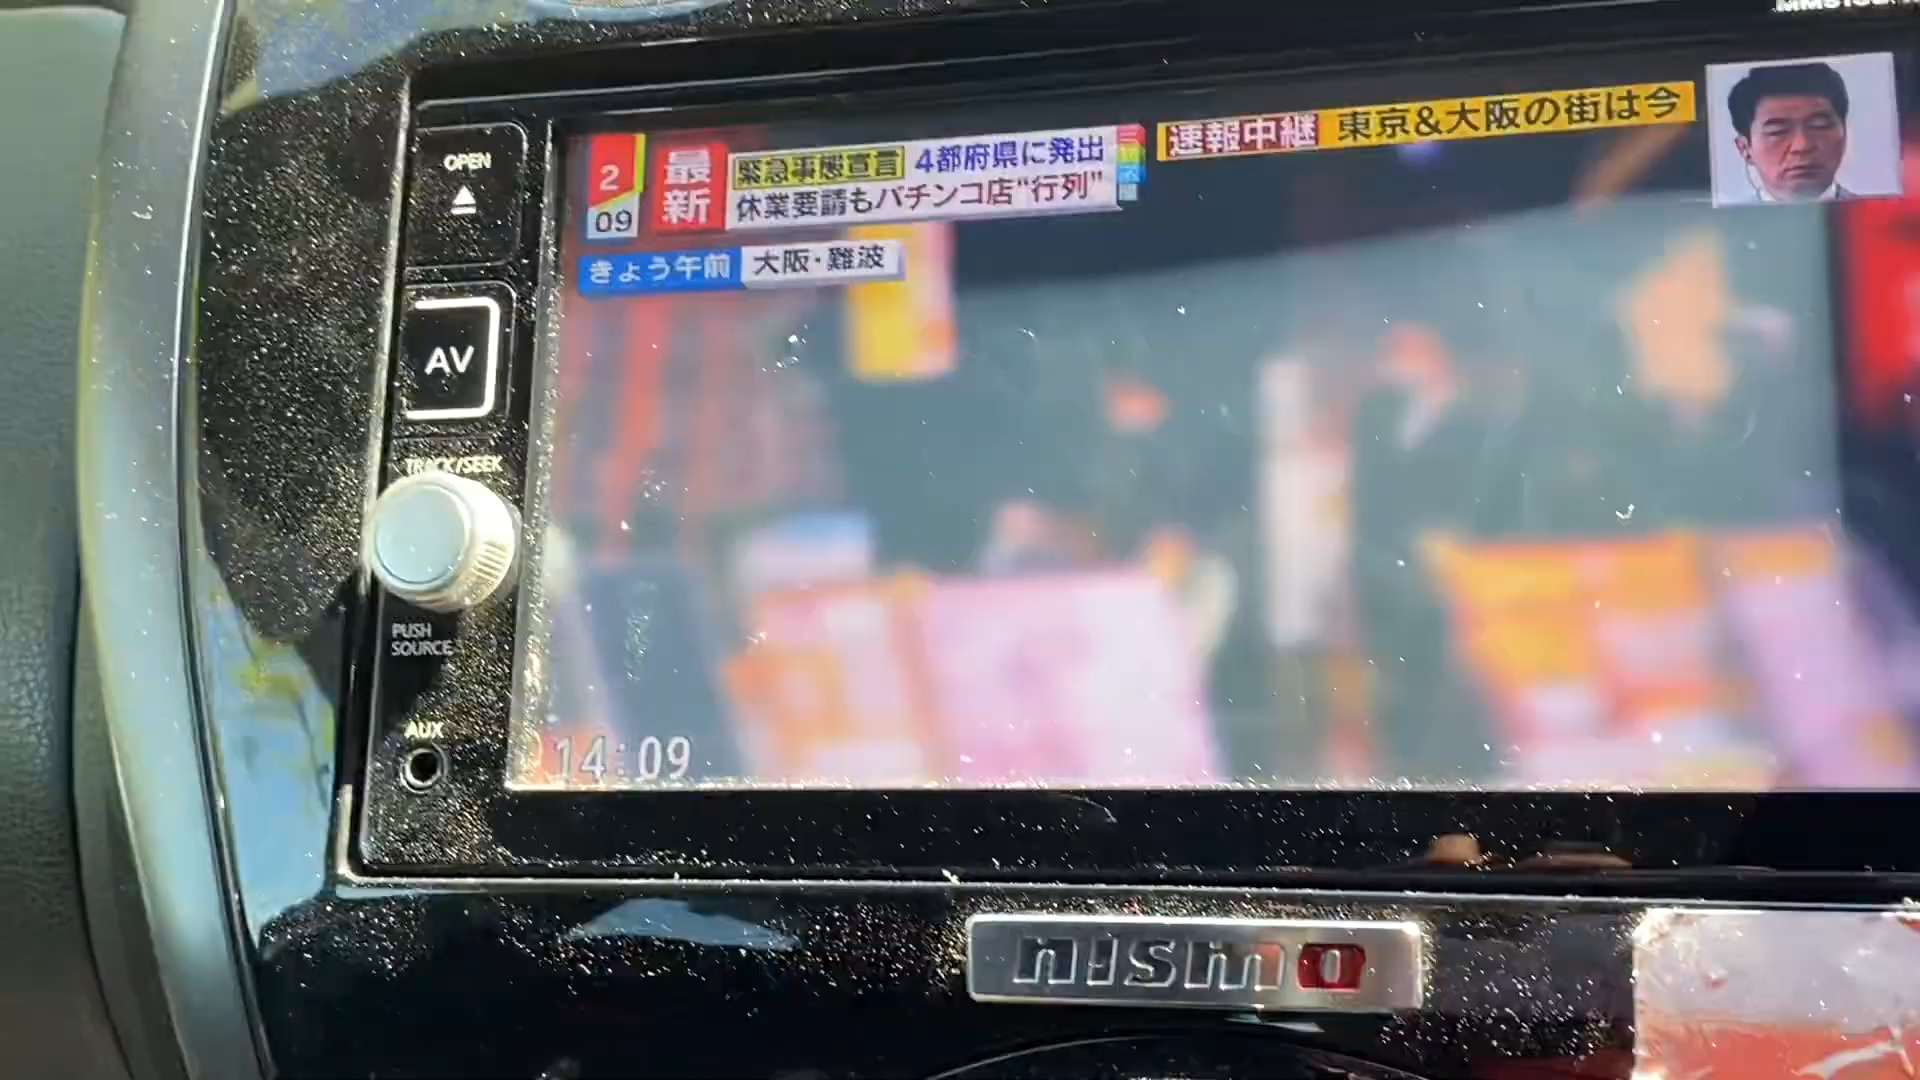 OPEN
AV
TRACK/SEEK
PUSH
SOURCE
AUX
2
09
最新
緊急事態宣言 4都府県に発出
休業要請もパチンコ店“行列”
速報中継 東京&大阪の街は今
きょう午前 大阪・難波
14:09
nismo